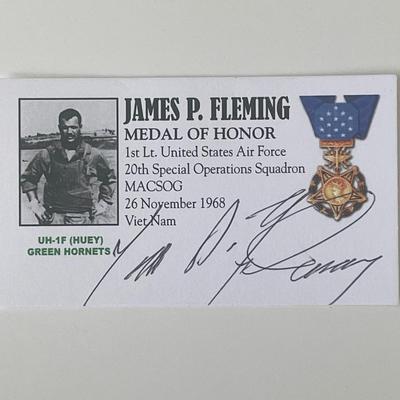 JAMES P. FLEMING
MEDAL OF HONOR
1st Lt. United States Air Force
20th Special Operations Squadron
MACSOG
26 November 1968
Viet Nam
UH-1F (HUEY)
GREEN HORNETS